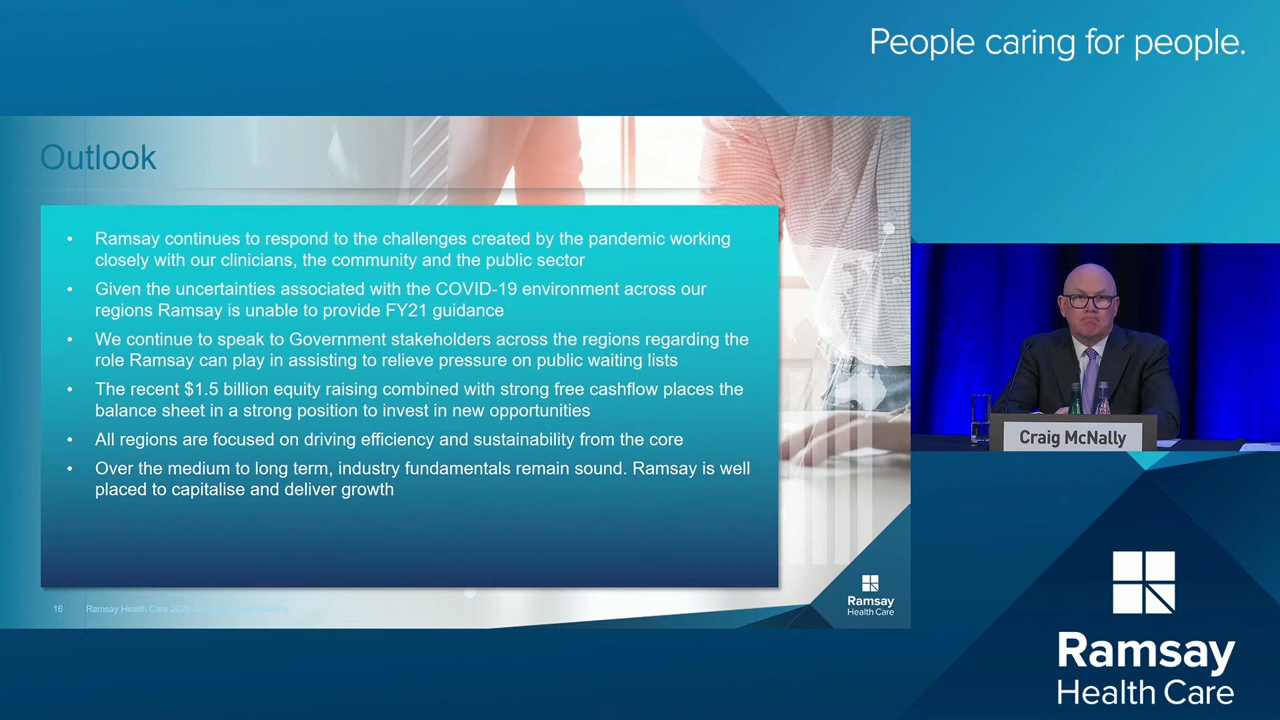 People caring for people.
Outlook
• Ramsay continues to respond to the challenges created by the pandemic working
closely with our clinicians, the community and the public sector
• Given the uncertainties associated with the COVID-19 environment across our
regions Ramsay is unable to provide FY21 guidance
• We continue to speak to Government stakeholders across the regions regarding the
role Ramsay can play in assisting to relieve pressure on public waiting lists
• The recent $1.5 billion equity raising combined with strong free cashflow places the
balance sheet in a strong position to invest in new opportunities
• All regions are focused on driving efficiency and sustainability from the core
• Over the medium to long term, industry fundamentals remain sound. Ramsay is well
placed to capitalise and deliver growth
16 Ramsay Health Care 2020
Ramsay
Health Care
Craig McNally
Ramsay
Health Care